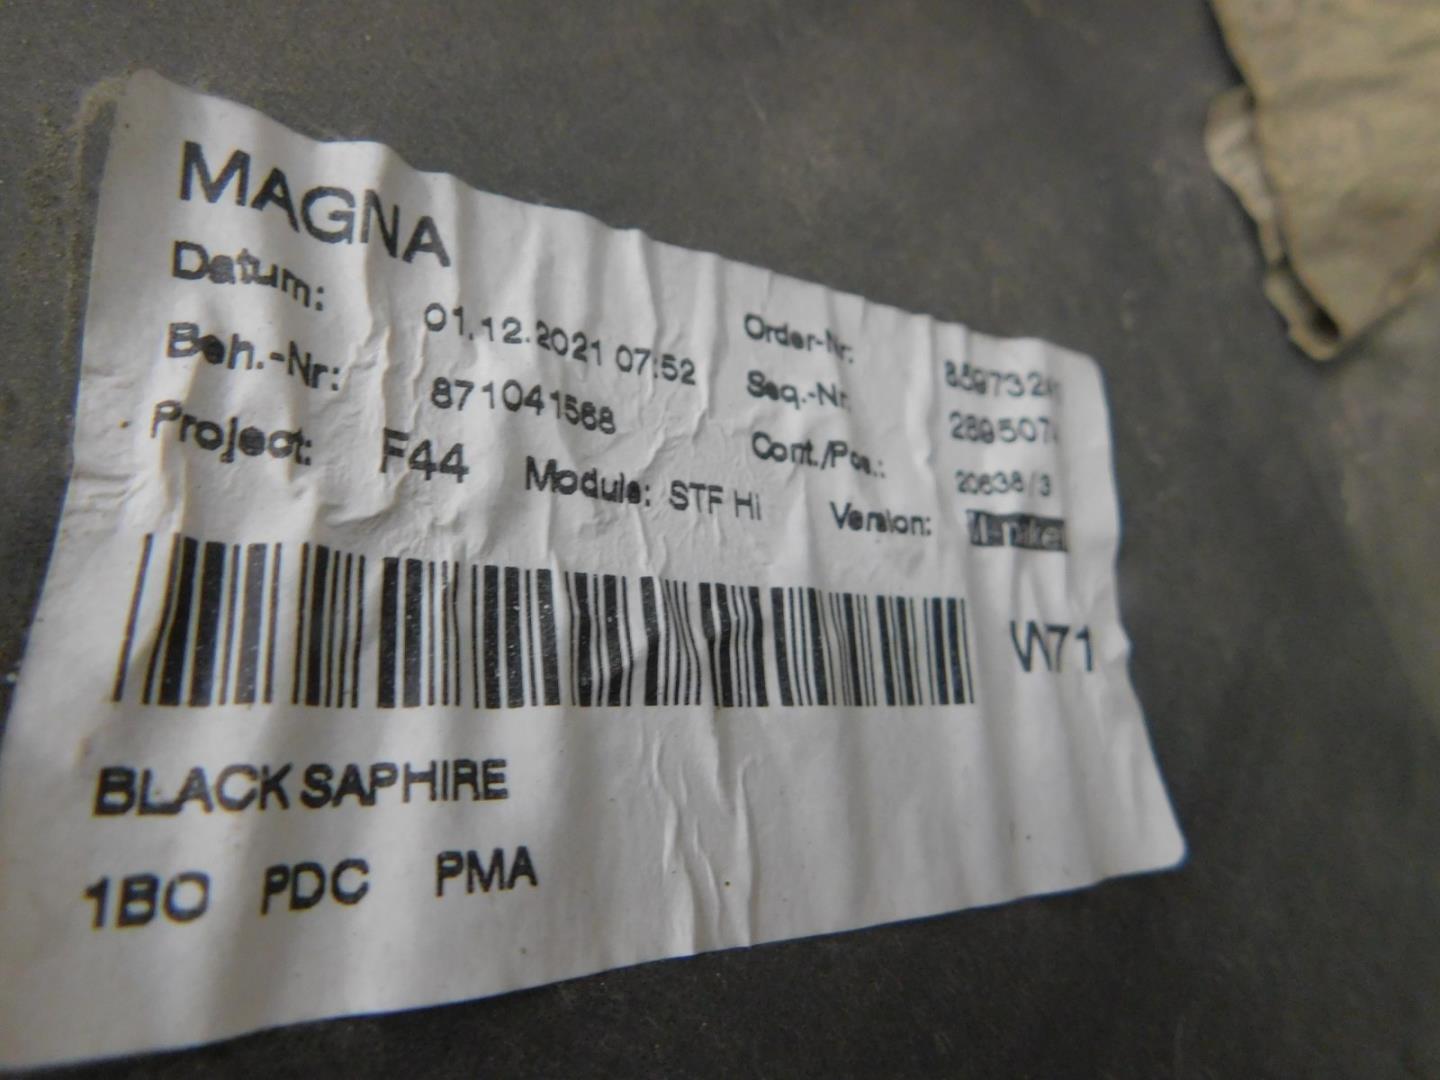 MAGNA
Datum: 01.12.2021 07:52 Order-Nr:
Beh.-Nr: 871041568 Seq.-Nr
Project: F44 Module: STF Hi Cont./Pos.: 20638/3
Version:
W71
BLACK SAPHIRE
1BO PDC PMA